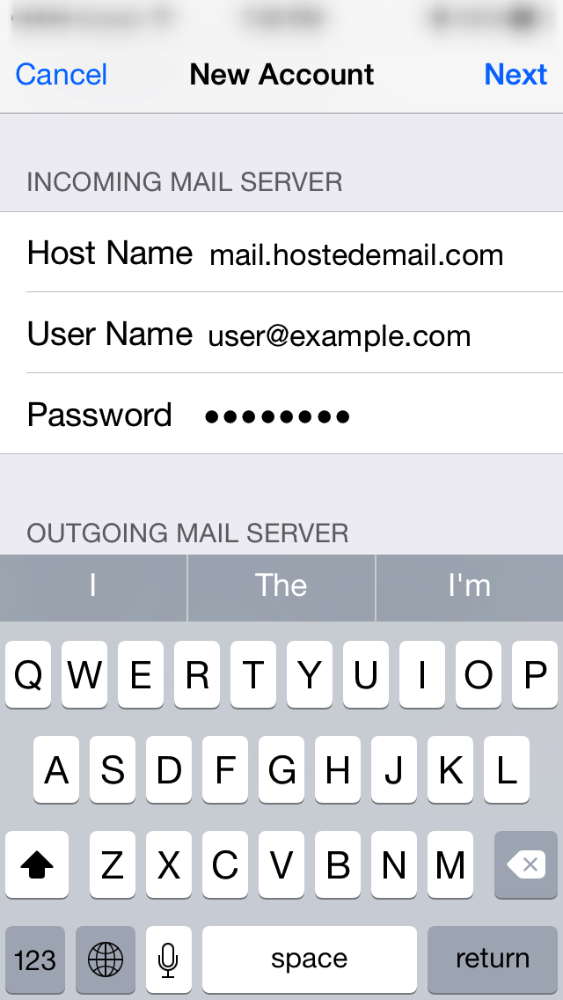 Cancel New Account Next
INCOMING MAIL SERVER
Host Name mail.hostedemail.com
User Name user@example.com
Password ●●●●●●●●
OUTGOING MAIL SERVER
I The I'm
Q W E R T Y U I O P
A S D F G H J K L
Z X C V B N M
123 space return